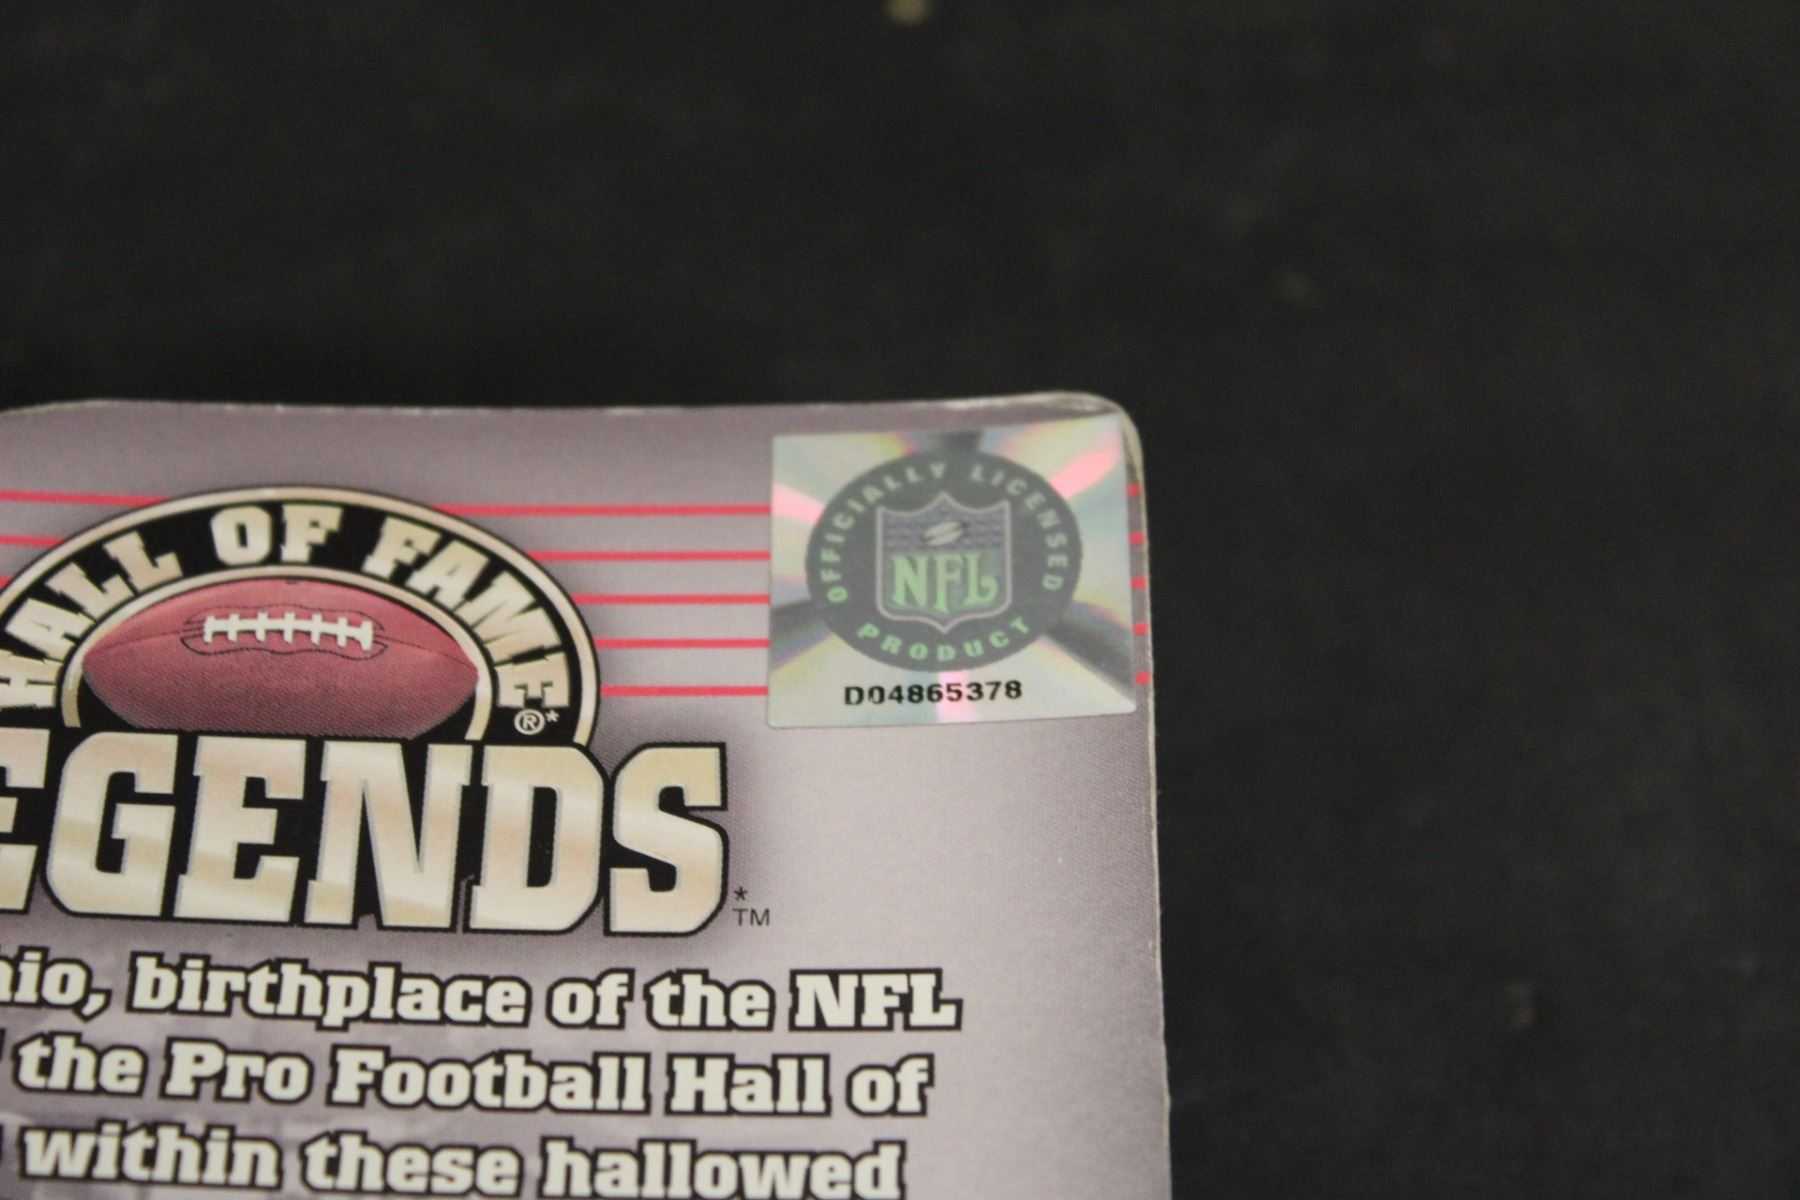 HALL OF FAME
®*
EGENDS
*
TM
OFFICIALLY LICENSED
NFL
PRODUCT
D04865378
hio, birthplace of the NFL
the Pro Football Hall of
within these hallowed